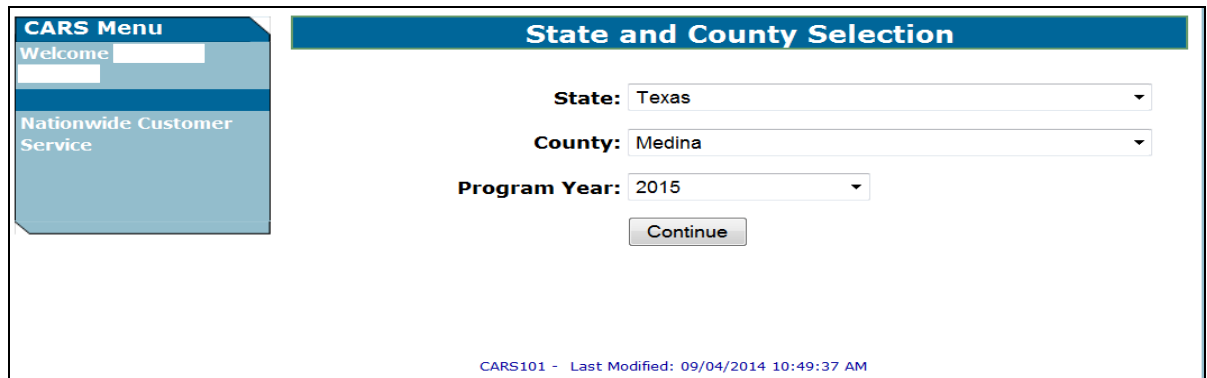 CARS Menu
Welcome
Nationwide Customer
Service
State and County Selection
State: Texas
County: Medina
Program Year: 2015
Continue
CARS101 - Last Modified: 09/04/2014 10:49:37 AM